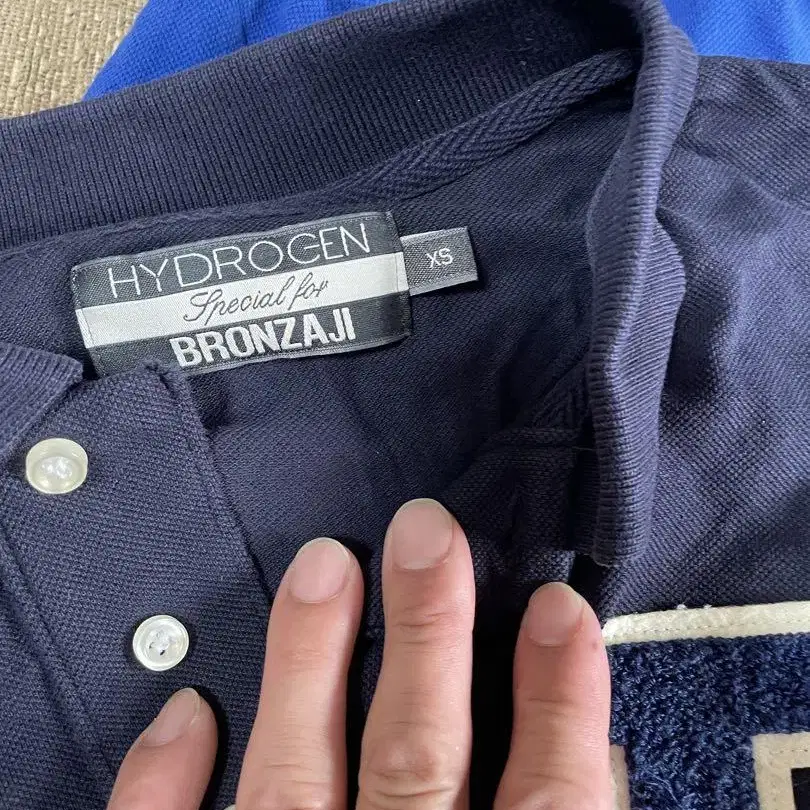 HYDROGEN
XS
Special for
BRONZAJI